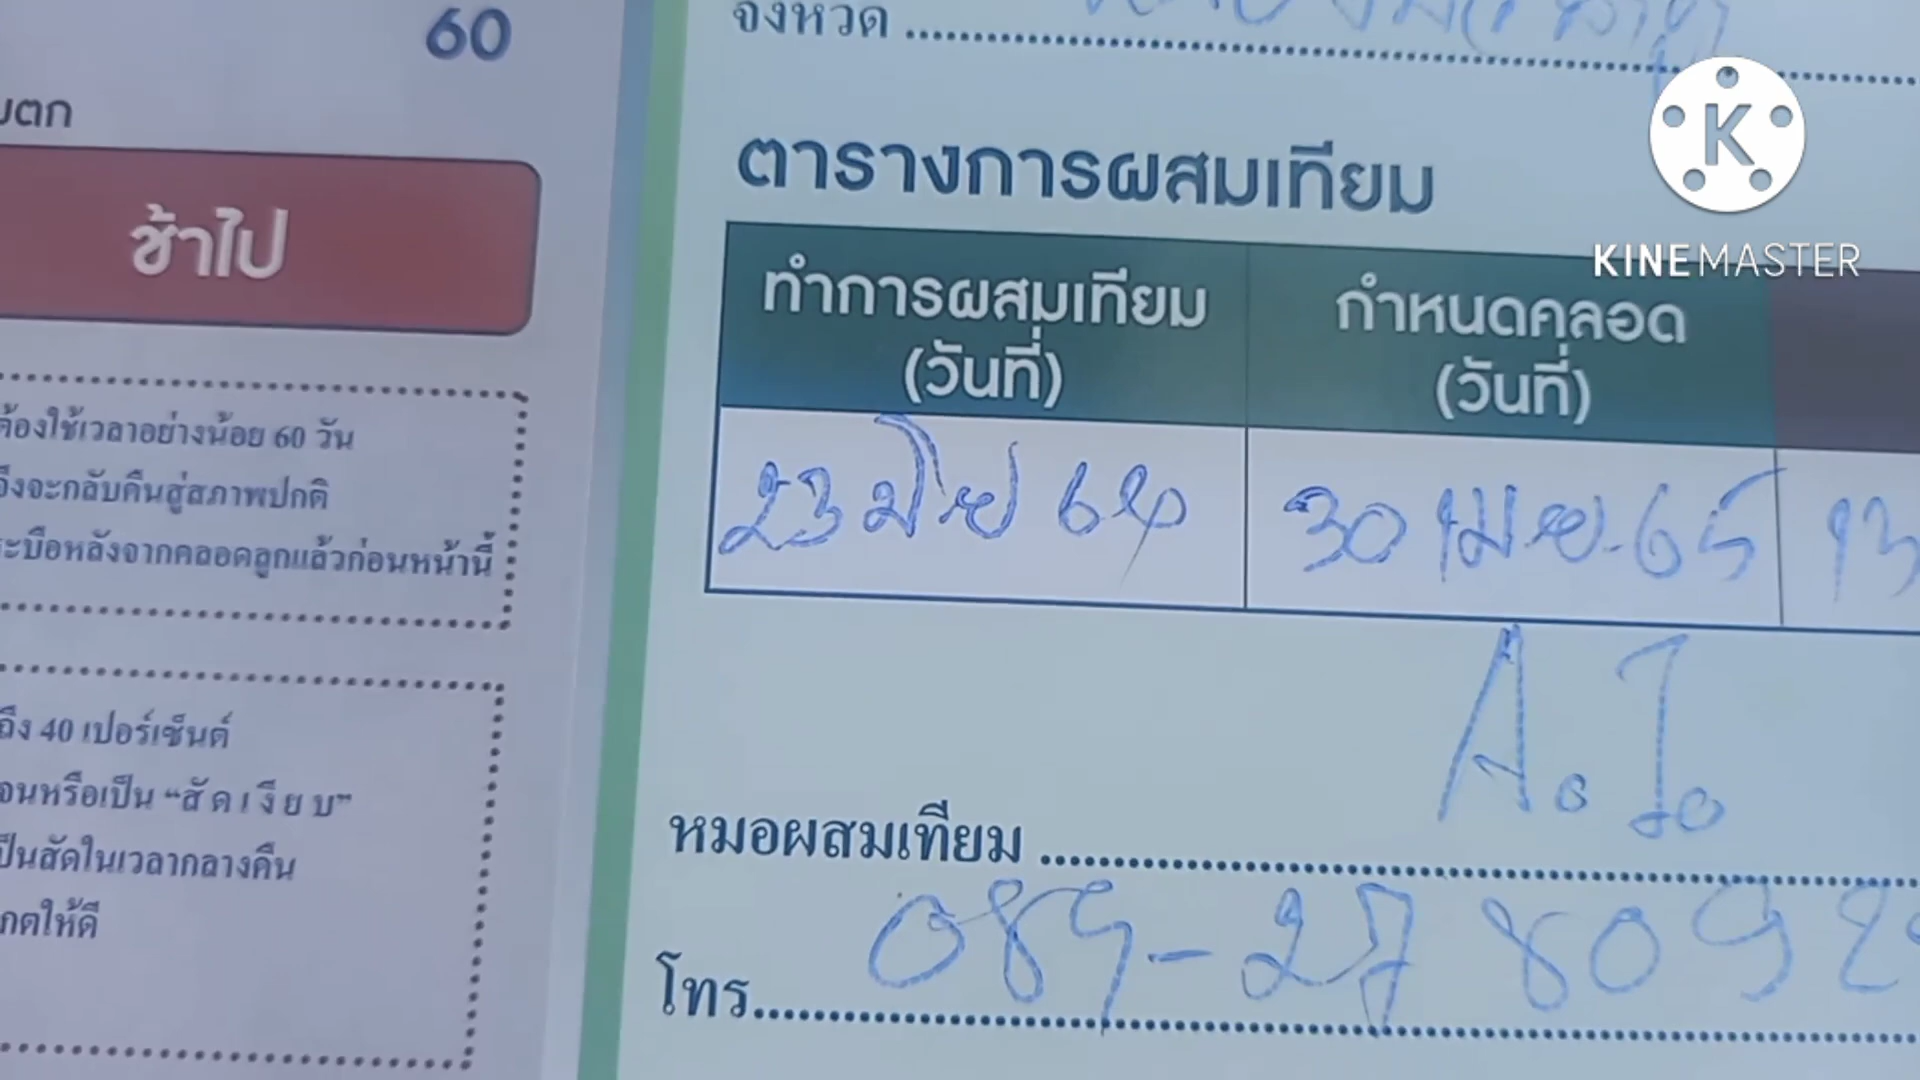 60
จังหวัด
บตก
ช้าไป
ตารางการผสมเทียม
KINEMASTER
ทำการผสมเทียม
(วันที่)
กำหนดคลอด
(วันที่)
23 มิย 64
30 เมย. 65
13
ต้องใช้เวลาอย่างน้อย 60 วัน
จึงจะกลับคืนสู่สภาพปกติ
ระบือหลังจากคลอดลูกแล้วก่อนหน้านี้
A.I.
ถึง 40 เปอร์เซ็นต์
จนหรือเป็น “สัดเงียบ”
เป็นสัดในเวลากลางคืน
กตให้ดี
หมอผสมเทียม
โทร.